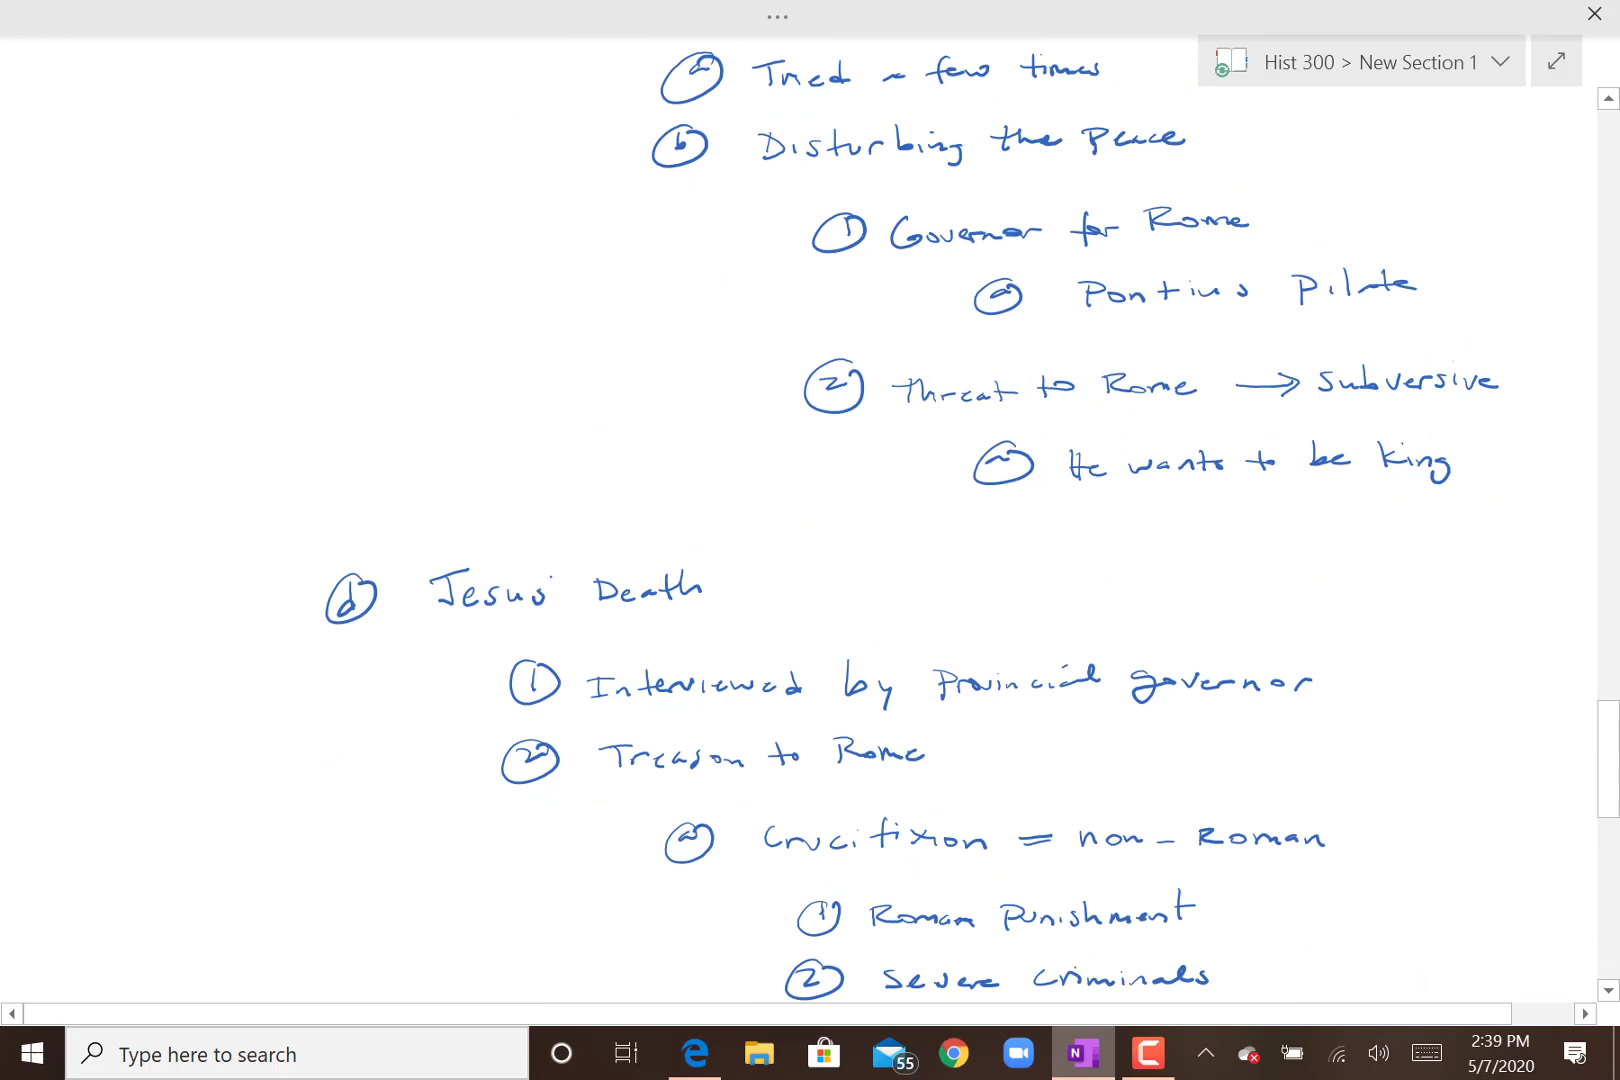 ...
Hist 300 > New Section 1
a Tried a few times
b Disturbing the Peace
1 Governor for Rome
a Pontius Pilate
2 Threat to Rome → Subversive
a He wants to be king
d Jesus' Death
1 Interviewed by Provincial governor
2 Treason to Rome
a Crucifixion = non-Roman
1 Roman Punishment
2 Severe Criminals
Type here to search
55
N
2:39 PM
5/7/2020